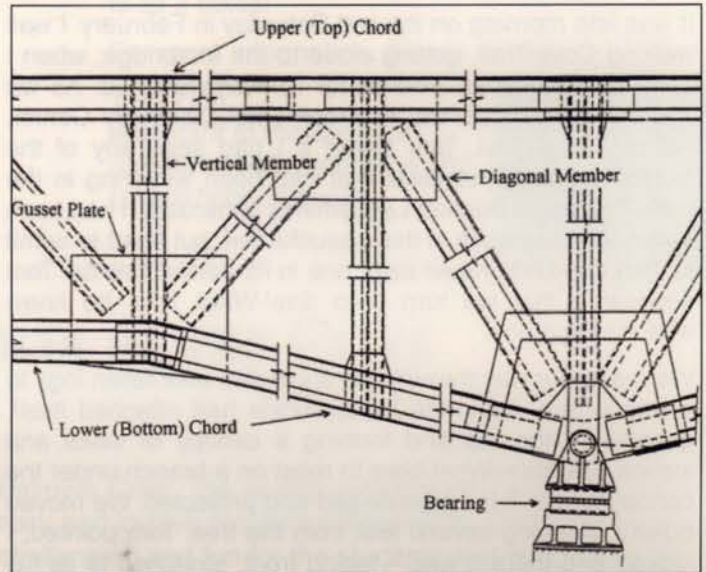 Upper (Top) Chord
Vertical Member
Diagonal Member
Gusset Plate
Lower (Bottom) Chord
Bearing